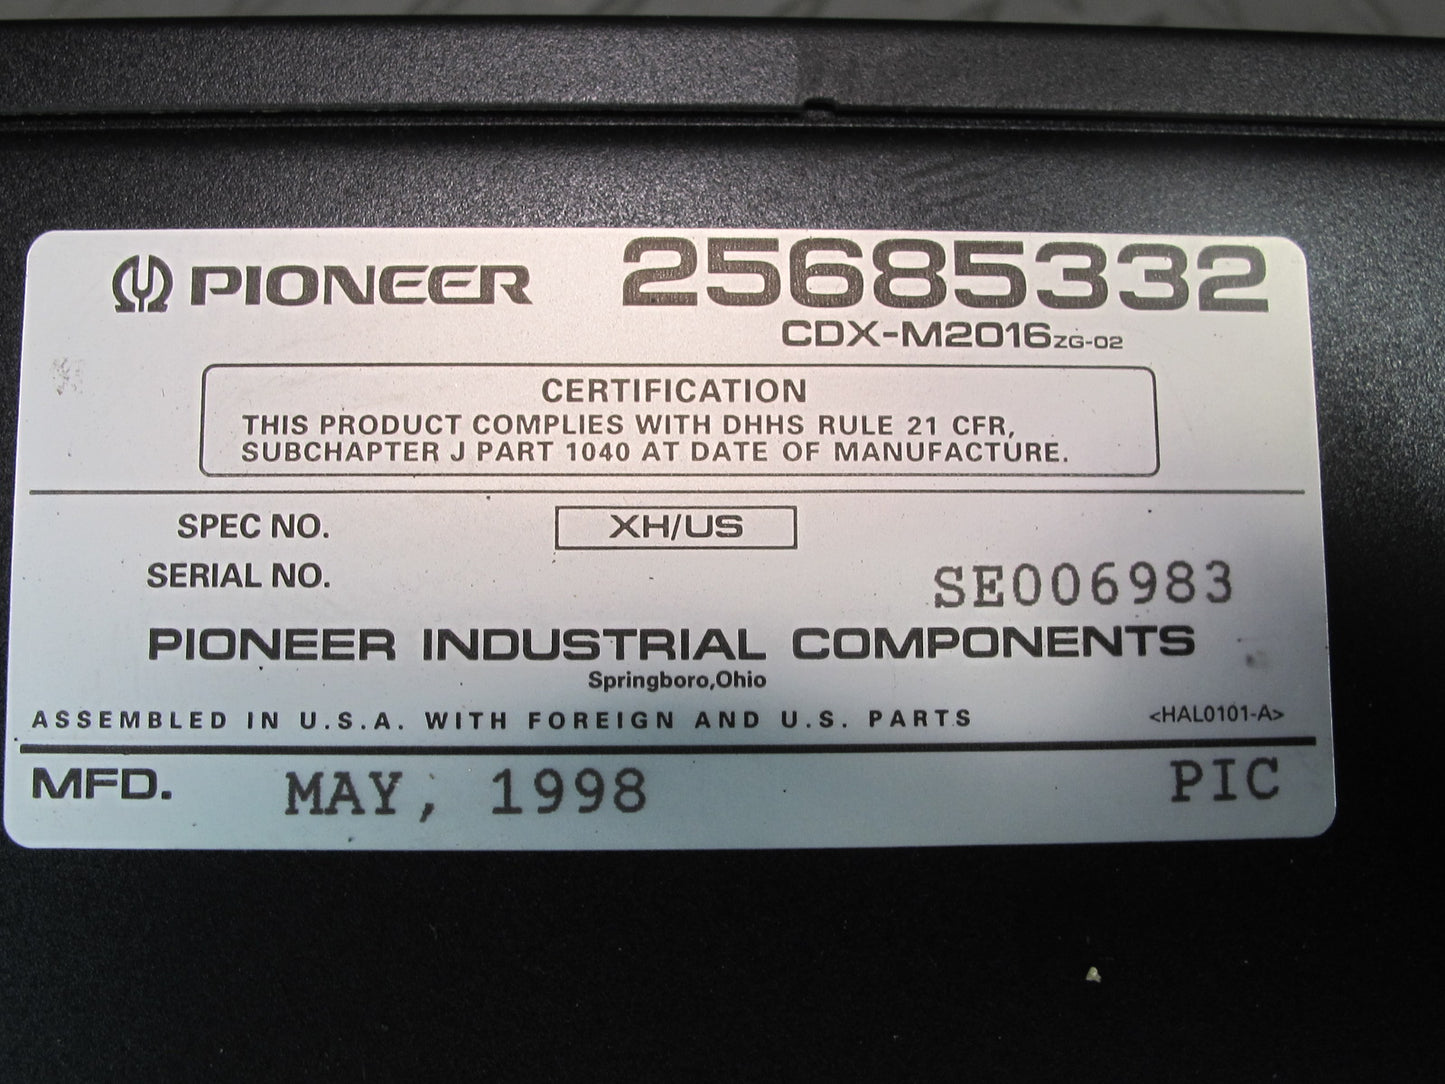 PIONEER 25685332
CDX-M2016ZG-02
CERTIFICATION
THIS PRODUCT COMPLIES WITH DHHS RULE 21 CFR,
SUBCHAPTER J PART 1040 AT DATE OF MANUFACTURE.
SPEC NO. XH/US
SERIAL NO. SE006983
PIONEER INDUSTRIAL COMPONENTS
Springboro,Ohio
ASSEMBLED IN U.S.A. WITH FOREIGN AND U.S. PARTS <HAL0101-A>
MFD. MAY, 1998 PIC